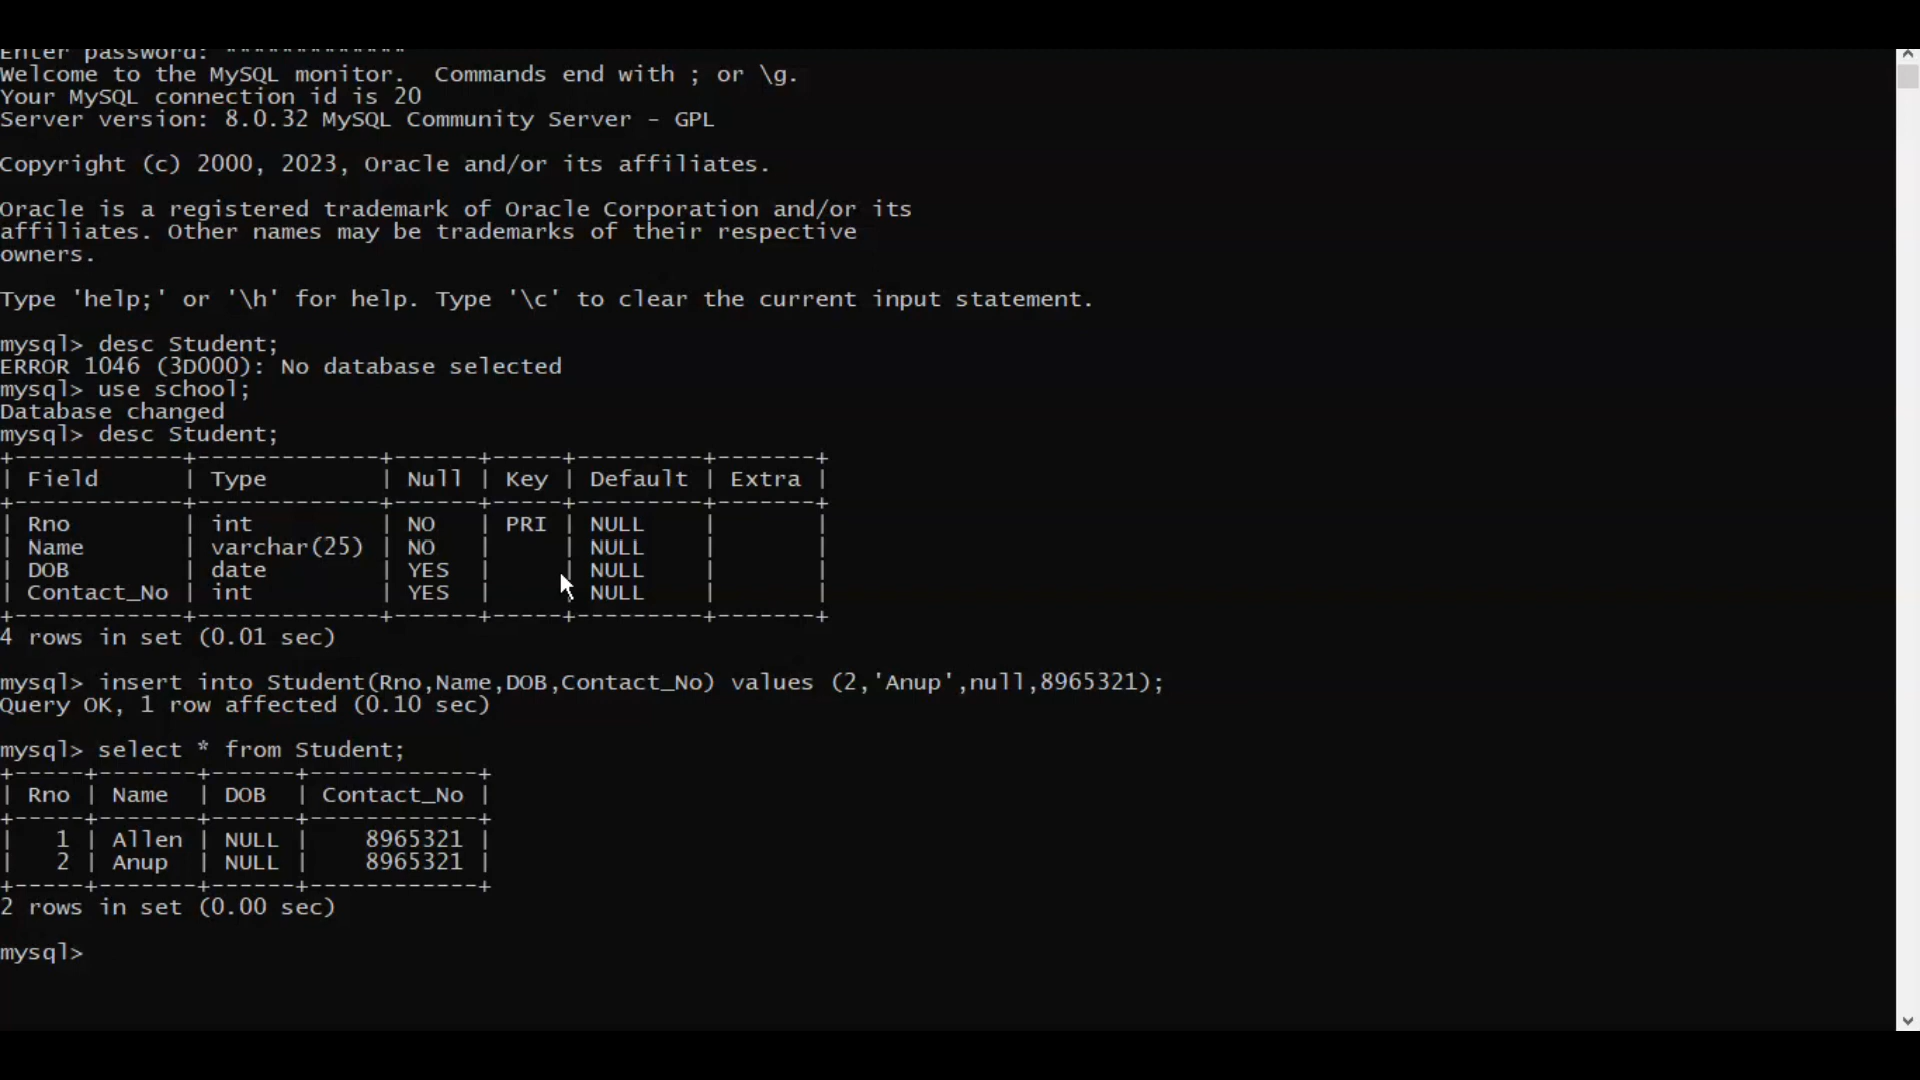 Enter password: **************
Welcome to the MySQL monitor.  Commands end with ; or \g.
Your MySQL connection id is 20
Server version: 8.0.32 MySQL Community Server - GPL
Copyright (c) 2000, 2023, Oracle and/or its affiliates.
Oracle is a registered trademark of Oracle Corporation and/or its
affiliates. Other names may be trademarks of their respective
owners.
Type 'help;' or '\h' for help. Type '\c' to clear the current input statement.
mysql> desc Student;
ERROR 1046 (3D000): No database selected
mysql> use school;
Database changed
mysql> desc Student;
+------------+-------------+------+-----+---------+-------+
| Field      | Type        | Null | Key | Default | Extra |
+------------+-------------+------+-----+---------+-------+
| Rno        | int         | NO   | PRI | NULL    |       |
| Name       | varchar(25) | NO   |     | NULL    |       |
| DOB        | date        | YES  |     | NULL    |       |
| Contact_No | int         | YES  |     | NULL    |       |
+------------+-------------+------+-----+---------+-------+
4 rows in set (0.01 sec)
mysql> insert into Student(Rno,Name,DOB,Contact_No) values (2,'Anup',null,8965321);
Query OK, 1 row affected (0.10 sec)
mysql> select * from Student;
+-----+-------+------+------------+
| Rno | Name  | DOB  | Contact_No |
+-----+-------+------+------------+
|   1 | Allen | NULL |    8965321 |
|   2 | Anup  | NULL |    8965321 |
+-----+-------+------+------------+
2 rows in set (0.00 sec)
mysql>